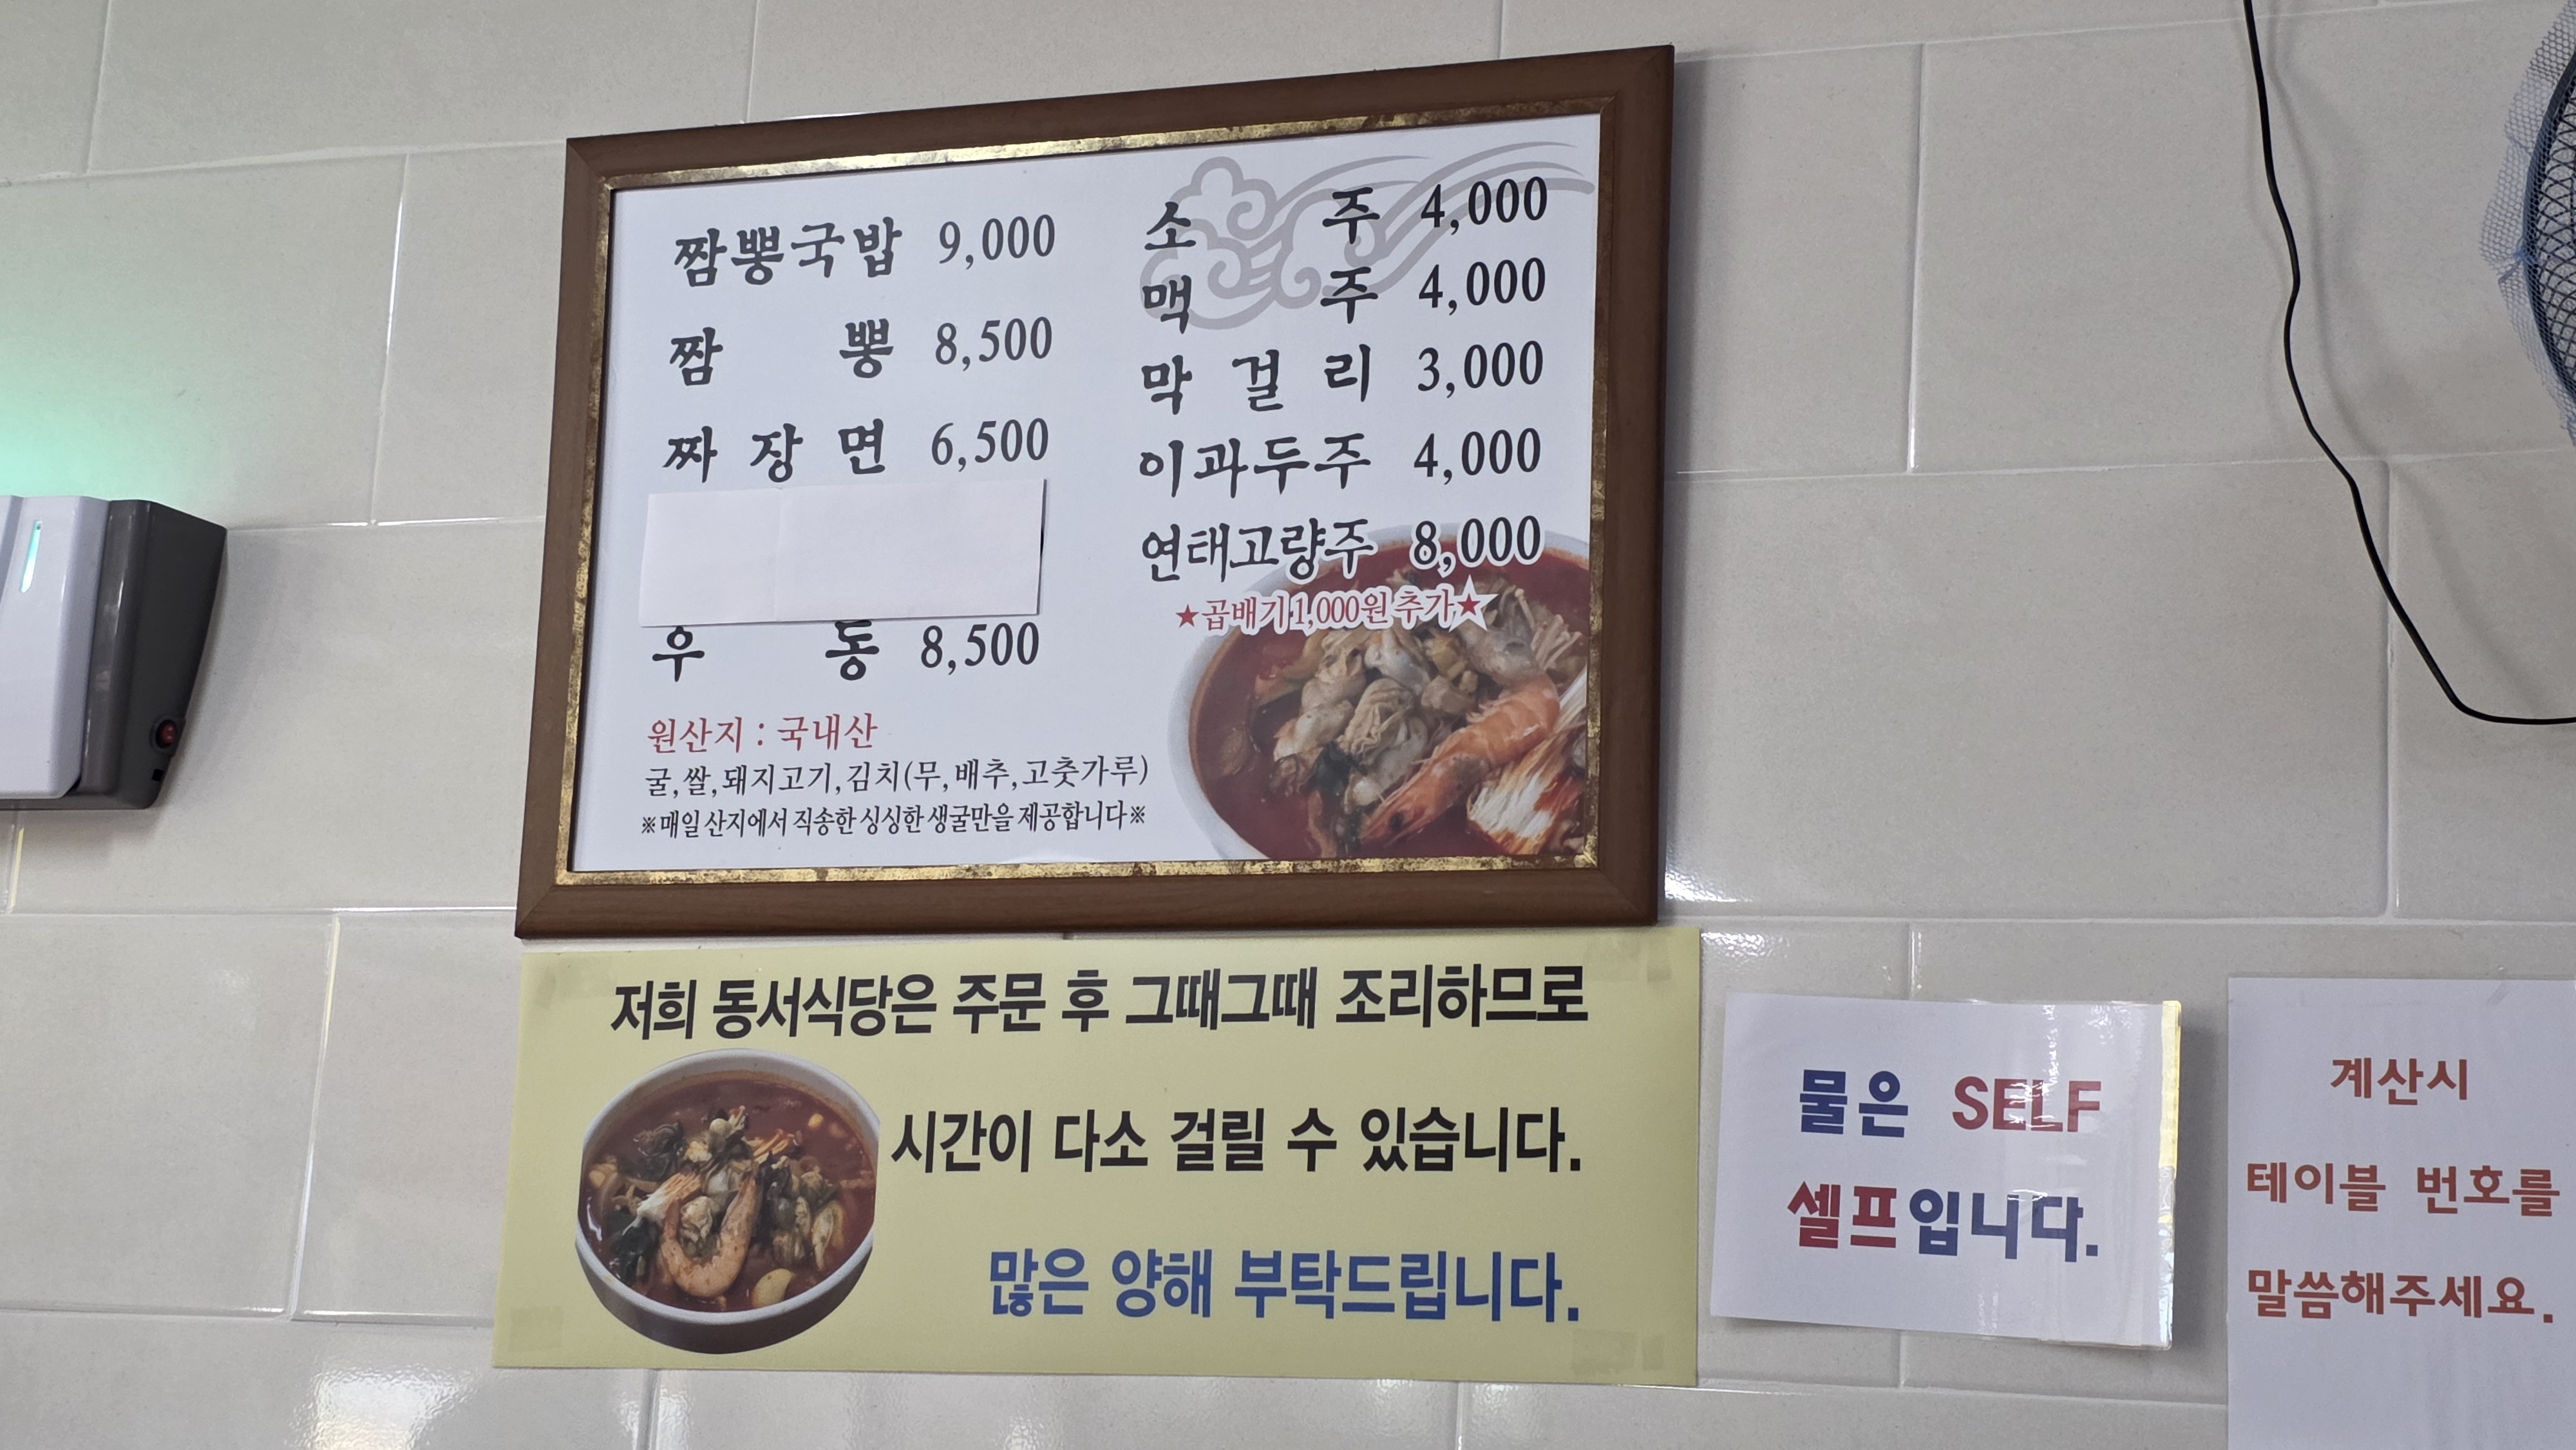 짬뽕국밥 9,000
짬 뽕 8,500
짜 장 면 6,500
우 동 8,500
원산지 : 국내산
굴,쌀,돼지고기,김치(무,배추,고춧가루)
※매일 산지에서 직송한 싱싱한 생굴만을 제공합니다※
소 주 4,000
맥 주 4,000
막 걸 리 3,000
이과두주 4,000
연태고량주 8,000
★곱배기1,000원 추가★
저희 동서식당은 주문 후 그때그때 조리하므로
시간이 다소 걸릴 수 있습니다.
많은 양해 부탁드립니다.
물은 SELF
셀프입니다.
계산시
테이블 번호를
말씀해주세요.